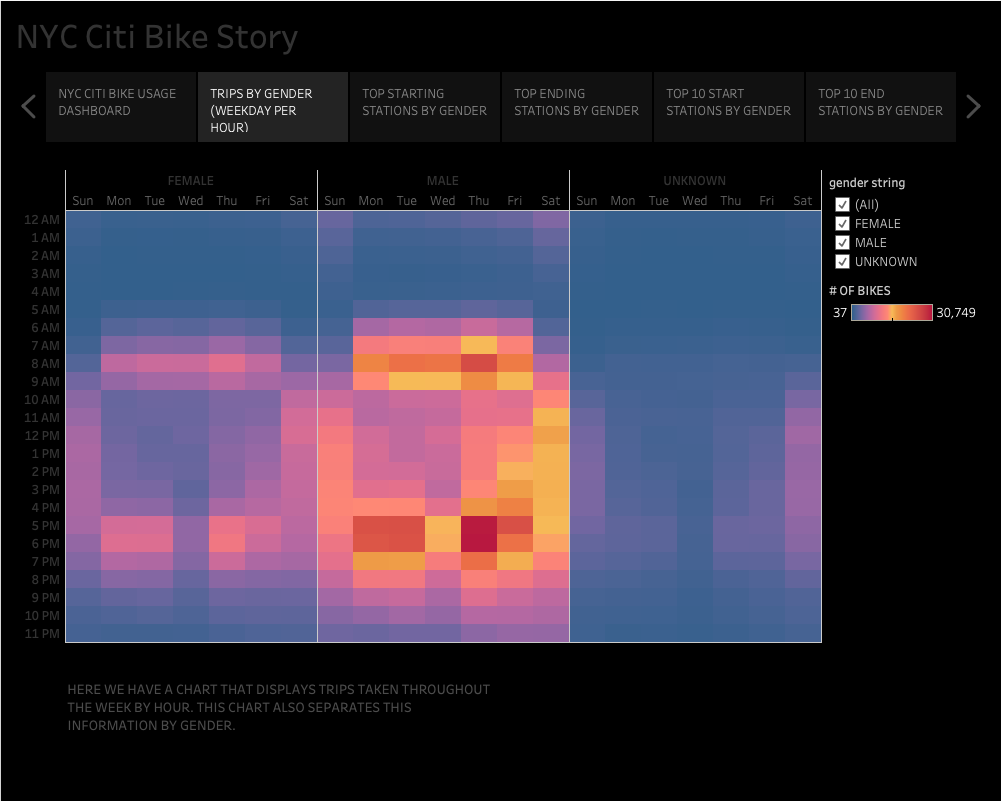 NYC Citi Bike Story
NYC CITI BIKE USAGE
DASHBOARD
TRIPS BY GENDER
(WEEKDAY PER
HOUR)
TOP STARTING
STATIONS BY GENDER
TOP ENDING
STATIONS BY GENDER
TOP 10 START
STATIONS BY GENDER
TOP 10 END
STATIONS BY GENDER
FEMALE MALE UNKNOWN
Sun Mon Tue Wed Thu Fri Sat Sun Mon Tue Wed Thu Fri Sat Sun Mon Tue Wed Thu Fri Sat
12 AM
1 AM
2 AM
3 AM
4 AM
5 AM
6 AM
7 AM
8 AM
9 AM
10 AM
11 AM
12 PM
1 PM
2 PM
3 PM
4 PM
5 PM
6 PM
7 PM
8 PM
9 PM
10 PM
11 PM
gender string
(All)
FEMALE
MALE
UNKNOWN
# OF BIKES
37 30,749
HERE WE HAVE A CHART THAT DISPLAYS TRIPS TAKEN THROUGHOUT
THE WEEK BY HOUR. THIS CHART ALSO SEPARATES THIS
INFORMATION BY GENDER.